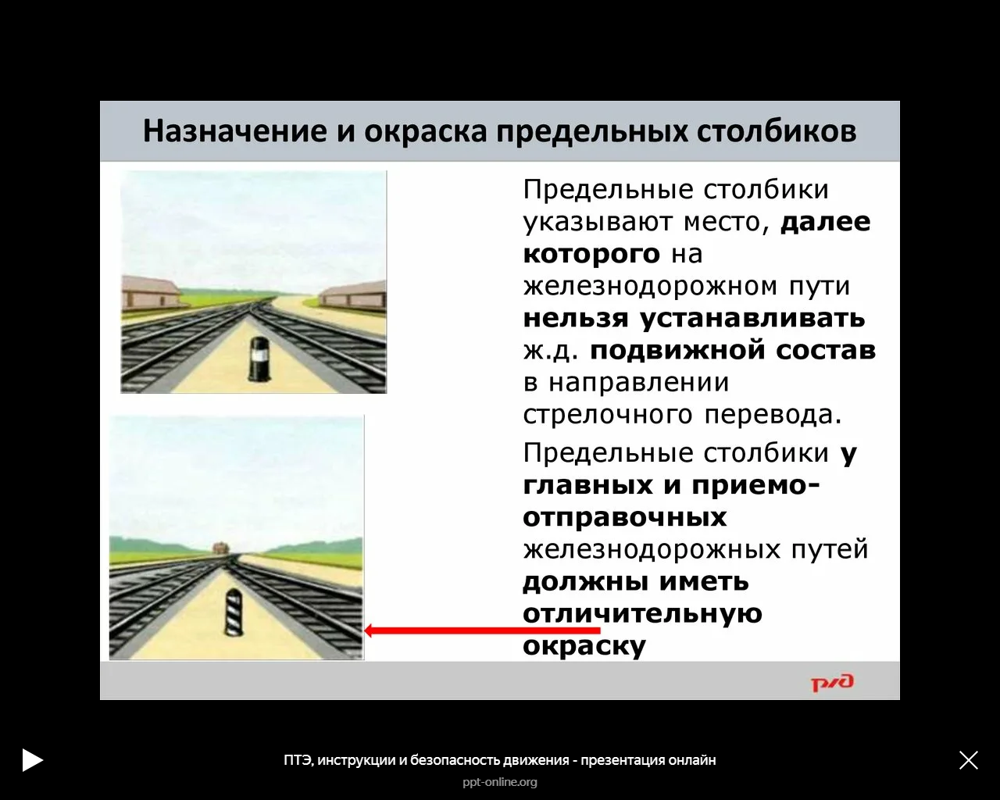 Назначение и окраска предельных столбиков
Предельные столбики
указывают место, далее
которого на
железнодорожном пути
нельзя устанавливать
ж.д. подвижной состав
в направлении
стрелочного перевода.
Предельные столбики у
главных и приемо-
отправочных
железнодорожных путей
должны иметь
отличительную
окраску
ржд
ПТЭ, инструкции и безопасность движения - презентация онлайн
ppt-online.org